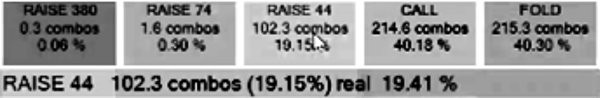 RAISE 380
0.3 combos
0.06 %
RAISE 74
1.6 combos
0.30 %
RAISE 44
102.3 combos
19.15%
CALL
214.6 combos
40.18 %
FOLD
215.3 combos
40.30 %
RAISE 44 102.3 combos (19.15%) real 19.41 %